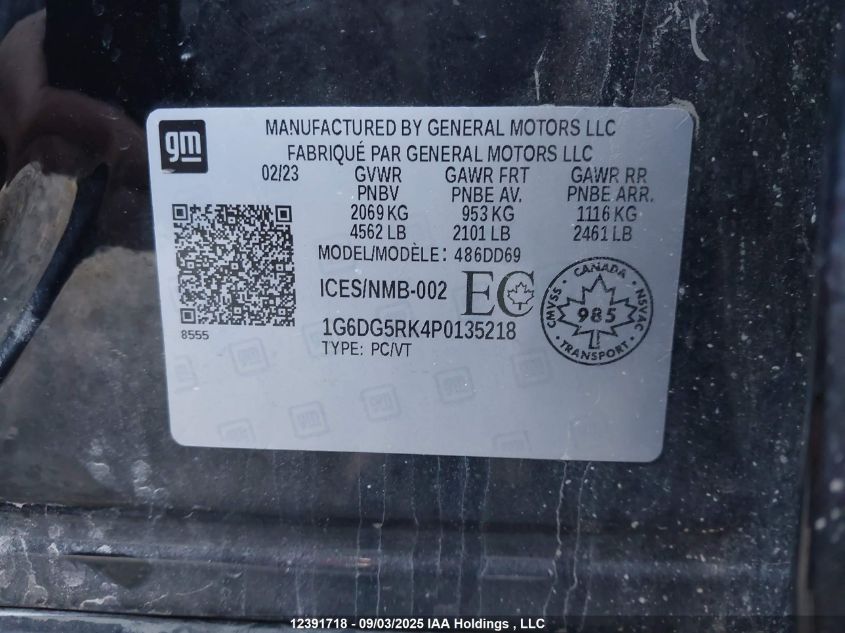 gm
MANUFACTURED BY GENERAL MOTORS LLC
FABRIQUÉ PAR GENERAL MOTORS LLC
02/23 GVWR GAWR FRT GAWR RR
PNBV PNBE AV. PNBE ARR.
2069 KG 953 KG 1116 KG
4562 LB 2101 LB 2461 LB
MODEL/MODÈLE: 486DD69
ICES/NMB-002 EC
CANADA
CMVSS 985 NSVAC
TRANSPORT
8555
1G6DG5RK4P0135218
TYPE: PC/VT
12391718 - 09/03/2025 IAA Holdings , LLC